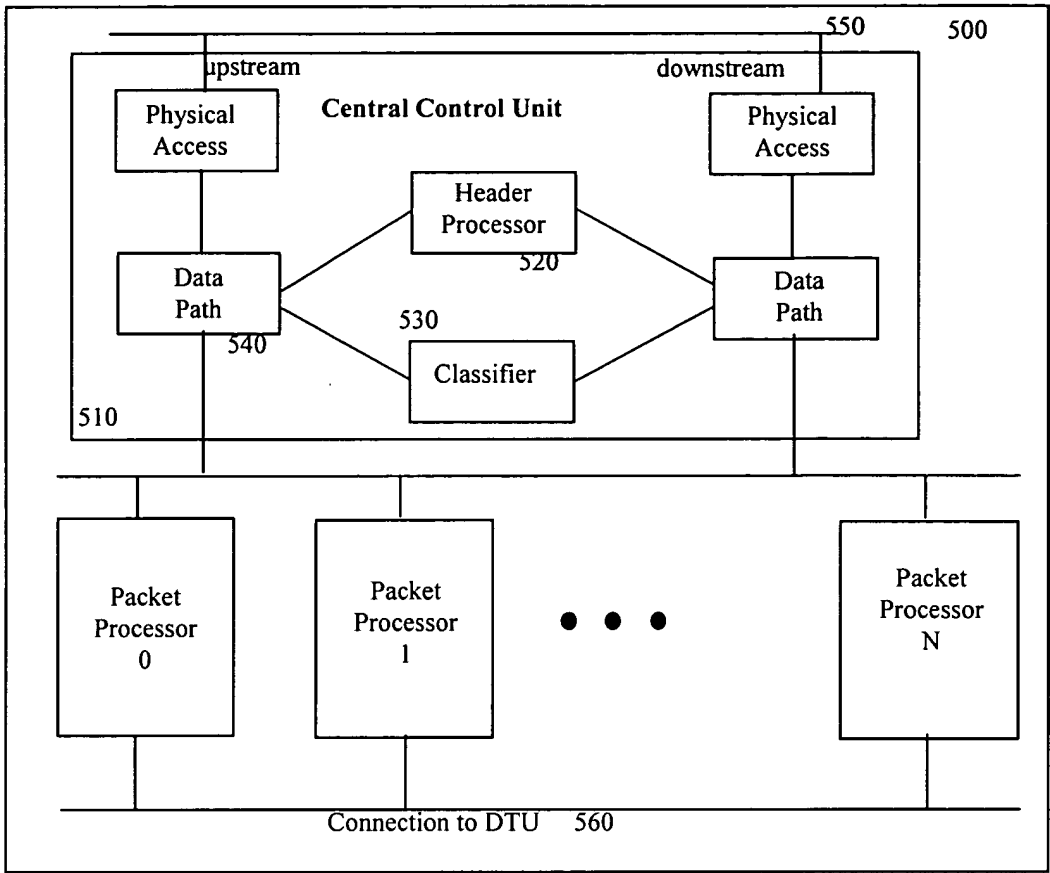 550
500
upstream
downstream
Physical
Access
Central Control Unit
Physical
Access
Header
Processor
520
Data
Path
540
530
Classifier
Data
Path
510
Packet
Processor
0
Packet
Processor
1
Packet
Processor
N
Connection to DTU 560